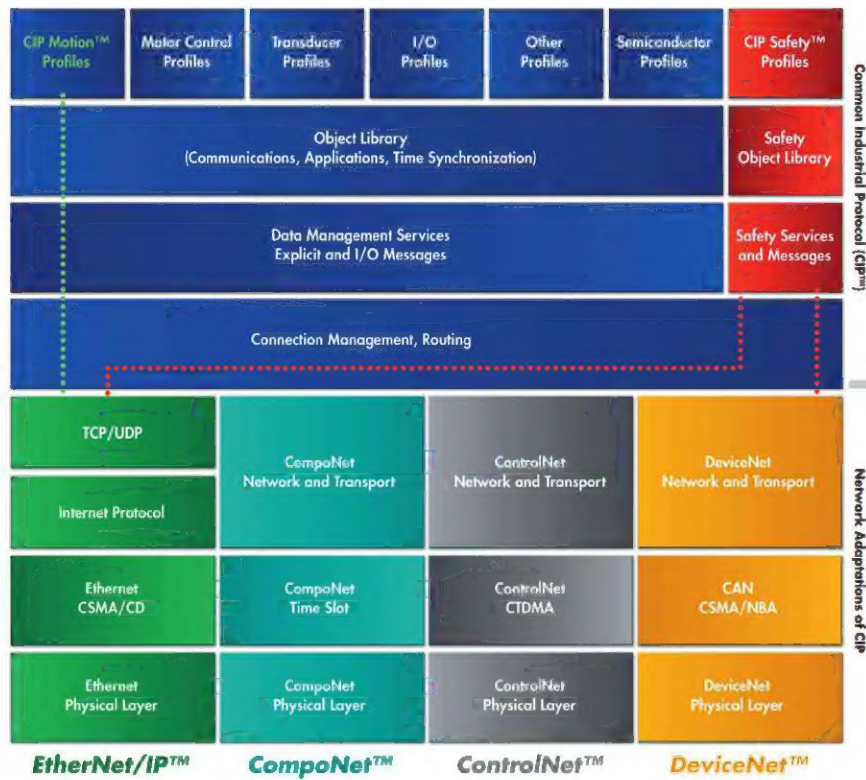 CIP Motion™
Profiles
Motor Control
Profiles
Transducer
Profiles
I/O
Profiles
Other
Profiles
Semiconductor
Profiles
CIP Safety™
Profiles
Object Library
(Communications, Applications, Time Synchronization)
Safety
Object Library
Data Management Services
Explicit and I/O Messages
Safety Services
and Messages
Connection Management, Routing
Common Industrial Protocol (CIP™)
TCP/UDP
Internet Protocol
CompoNet
Network and Transport
ControlNet
Network and Transport
DeviceNet
Network and Transport
Ethernet
CSMA/CD
CompoNet
Time Slot
ControlNet
CTDMA
CAN
CSMA/NBA
Ethernet
Physical Layer
CompoNet
Physical Layer
ControlNet
Physical Layer
DeviceNet
Physical Layer
Network Adaptations of CIP
EtherNet/IP™
CompoNet™
ControlNet™
DeviceNet™